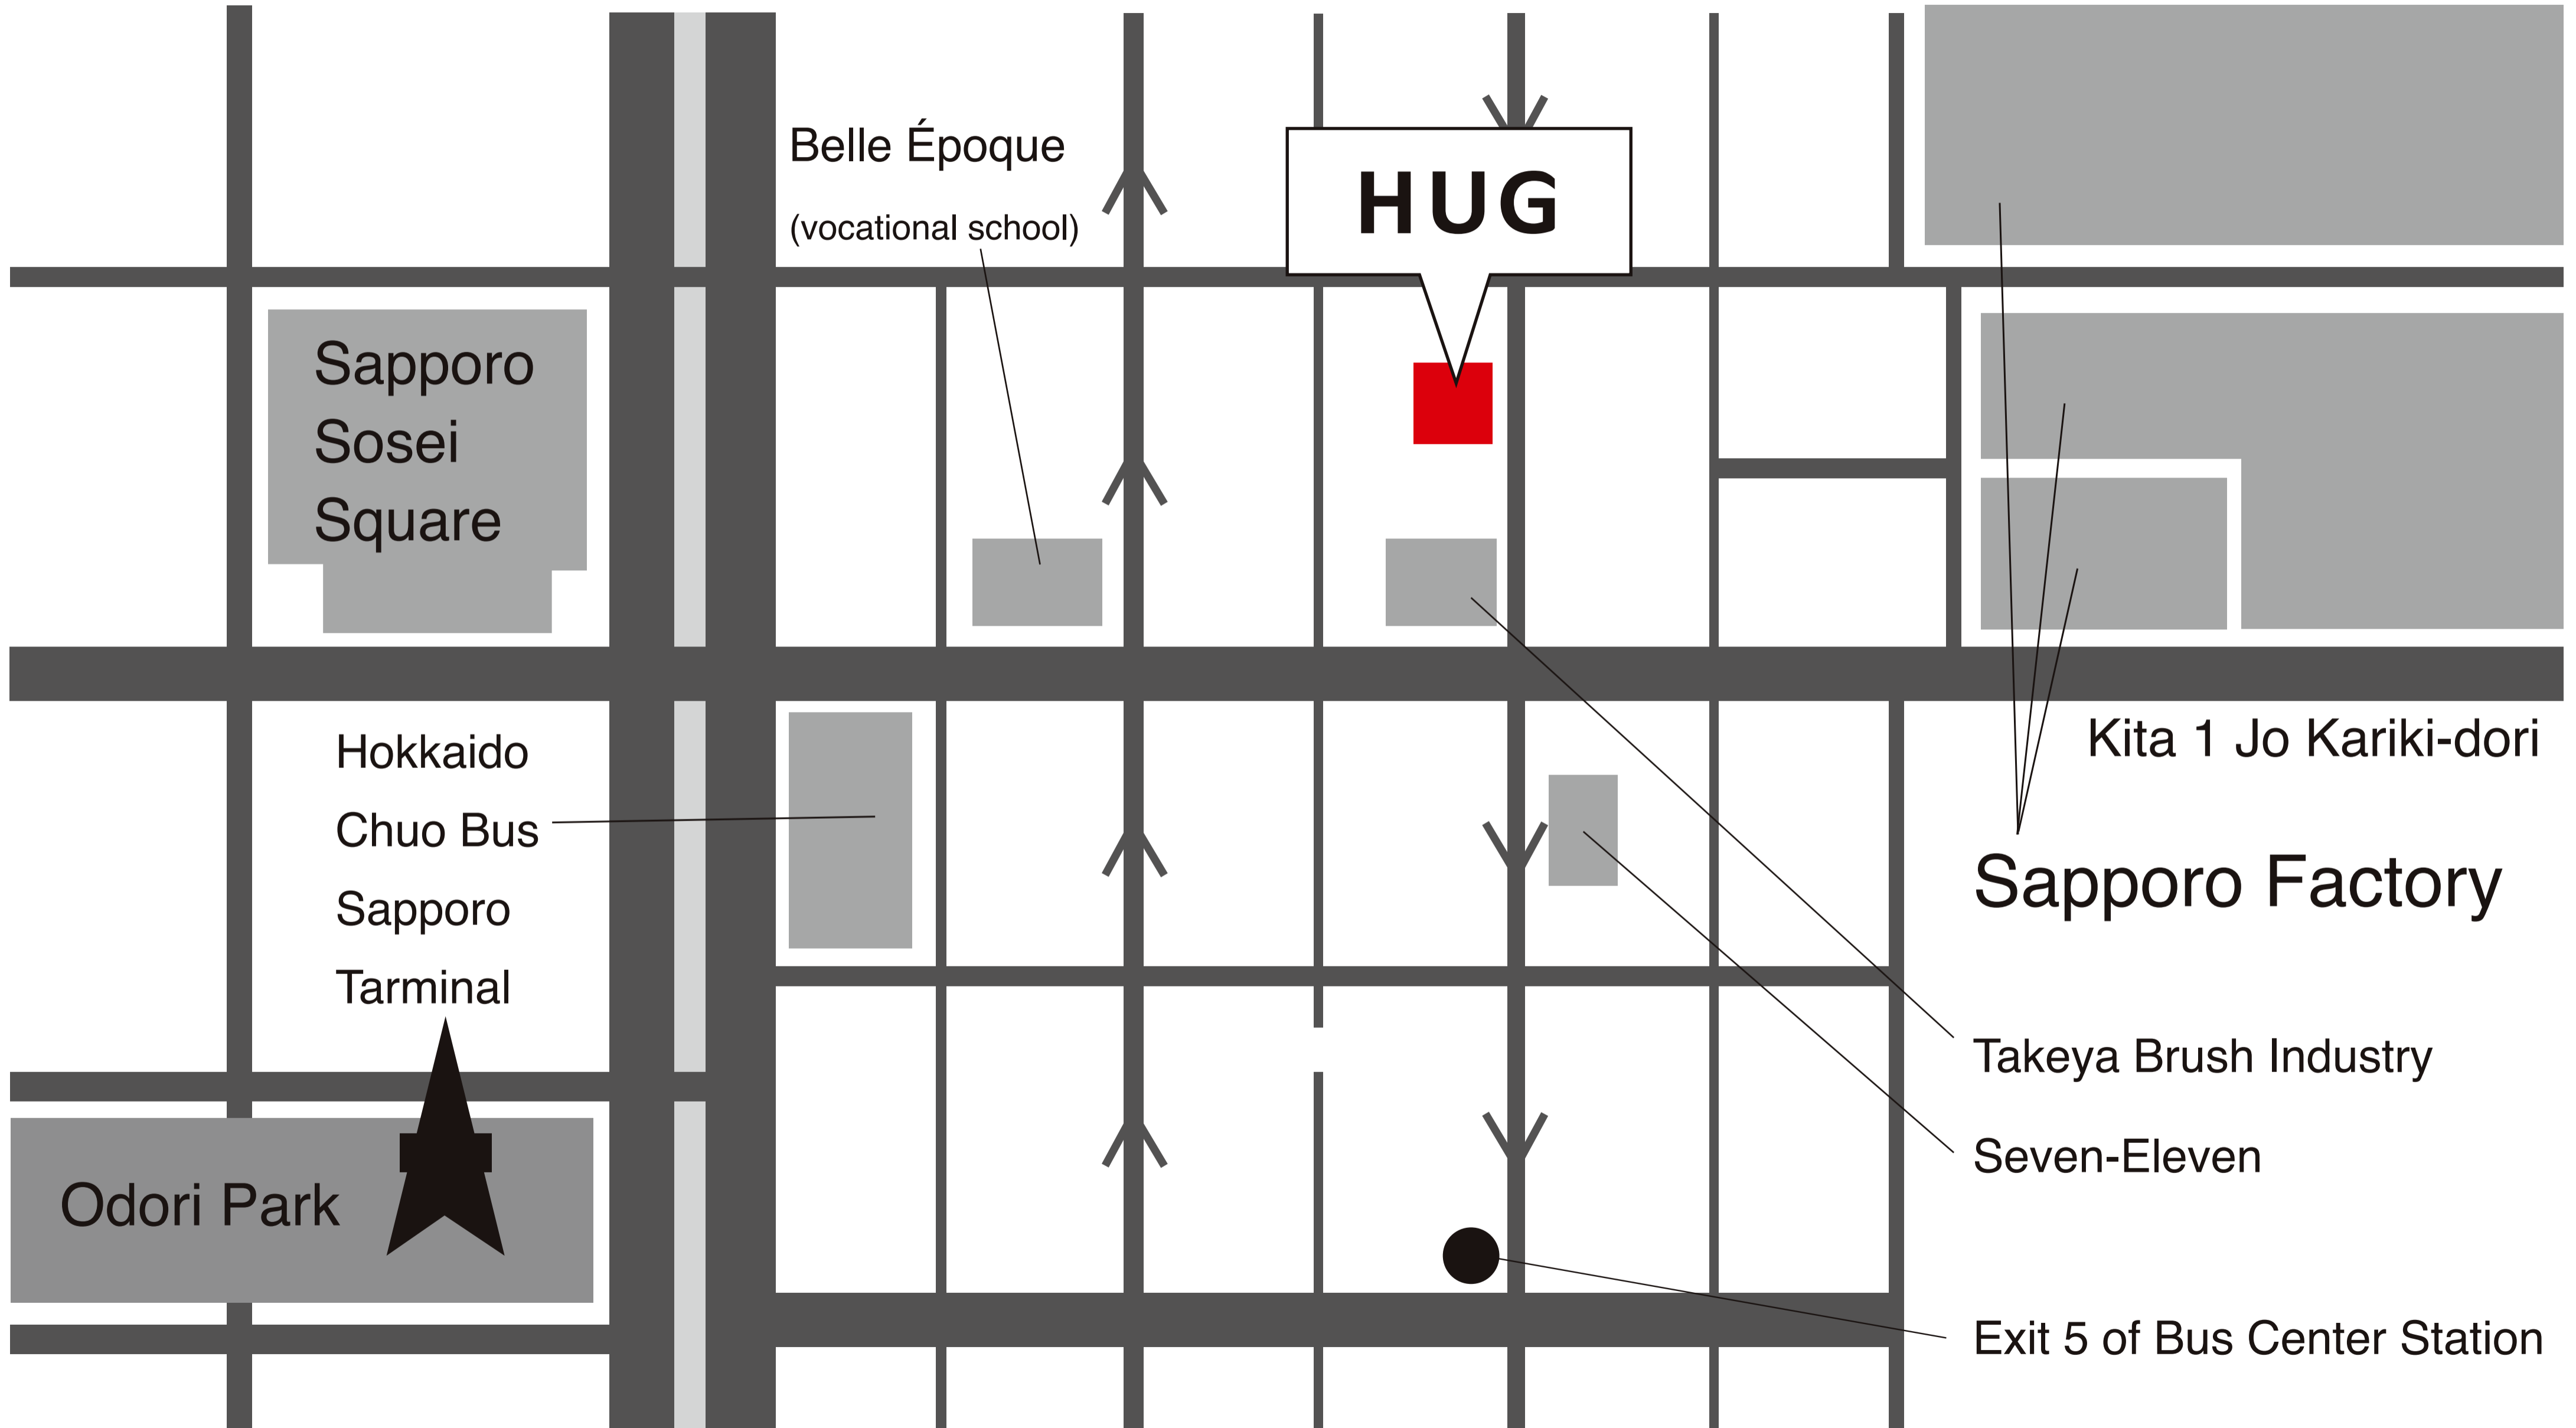 Belle Époque
(vocational school)
HUG
Sapporo
Sosei
Square
Hokkaido
Chuo Bus
Sapporo
Tarminal
Kita 1 Jo Kariki-dori
Sapporo Factory
Takeya Brush Industry
Seven-Eleven
Odori Park
Exit 5 of Bus Center Station